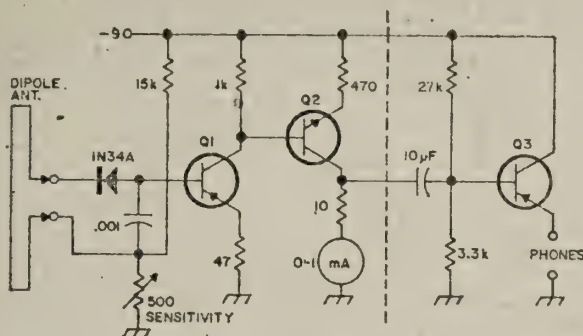 -9
DIPOLE
ANT.
15k
1k
470
27k
Q1
Q2
Q3
1N34A
10µF
.001
10
47
0-1 mA
3.3k
PHONES
500
SENSITIVITY